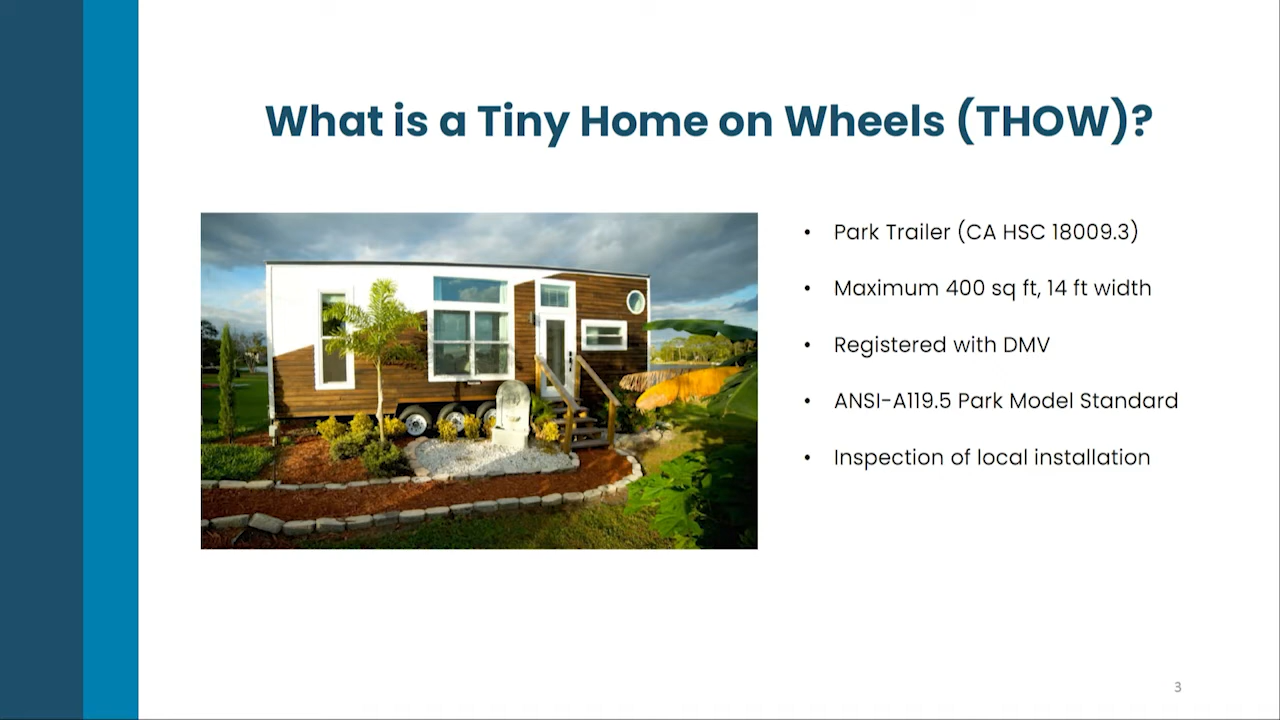 What is a Tiny Home on Wheels (THOW)?
• Park Trailer (CA HSC 18009.3)
• Maximum 400 sq ft, 14 ft width
• Registered with DMV
• ANSI-A119.5 Park Model Standard
• Inspection of local installation
3